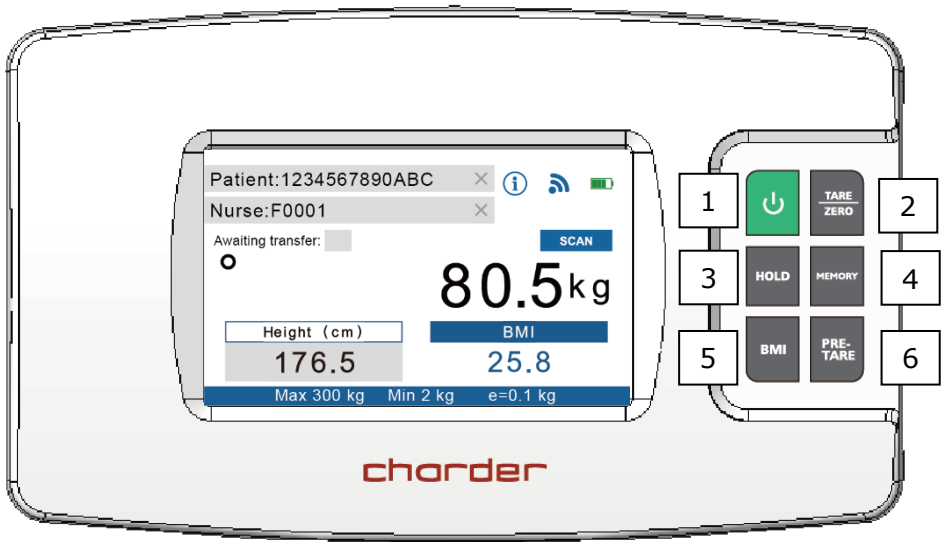 Patient:1234567890ABC
Nurse:F0001
Awaiting transfer:
SCAN
80.5kg
Height (cm)
BMI
176.5
25.8
Max 300 kg Min 2 kg e=0.1 kg
charder
1
TARE
ZERO
2
3
HOLD
MEMORY
4
5
BMI
PRE-
TARE
6